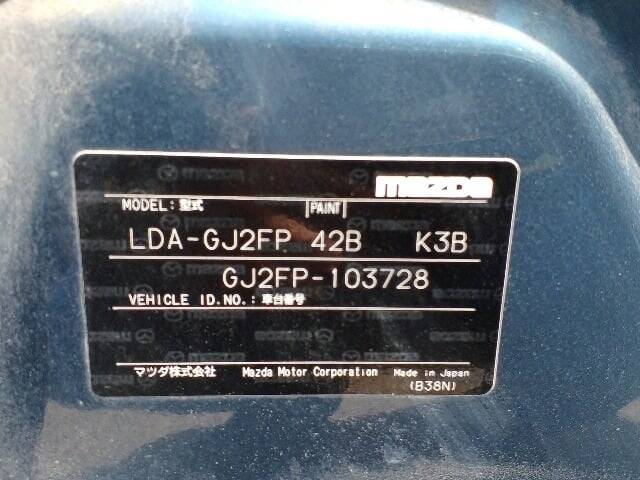 mazda
MODEL: 型式 PAINT
LDA-GJ2FP 42B K3B
GJ2FP-103728
VEHICLE ID.NO.: 車台番号
マツダ株式会社 Mazda Motor Corporation Made in Japan
(B38N)